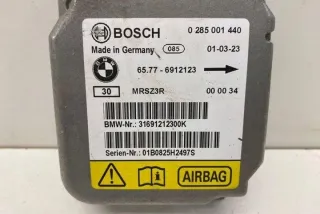 BOSCH 0 285 001 440
Made in Germany 085 01-03-23
BMW 65.77 - 6912123
30 MRSZ3R 00 00 34
BMW-Nr.: 31691212300K
Serien-Nr.: 01B0825H2497S
AIRBAG